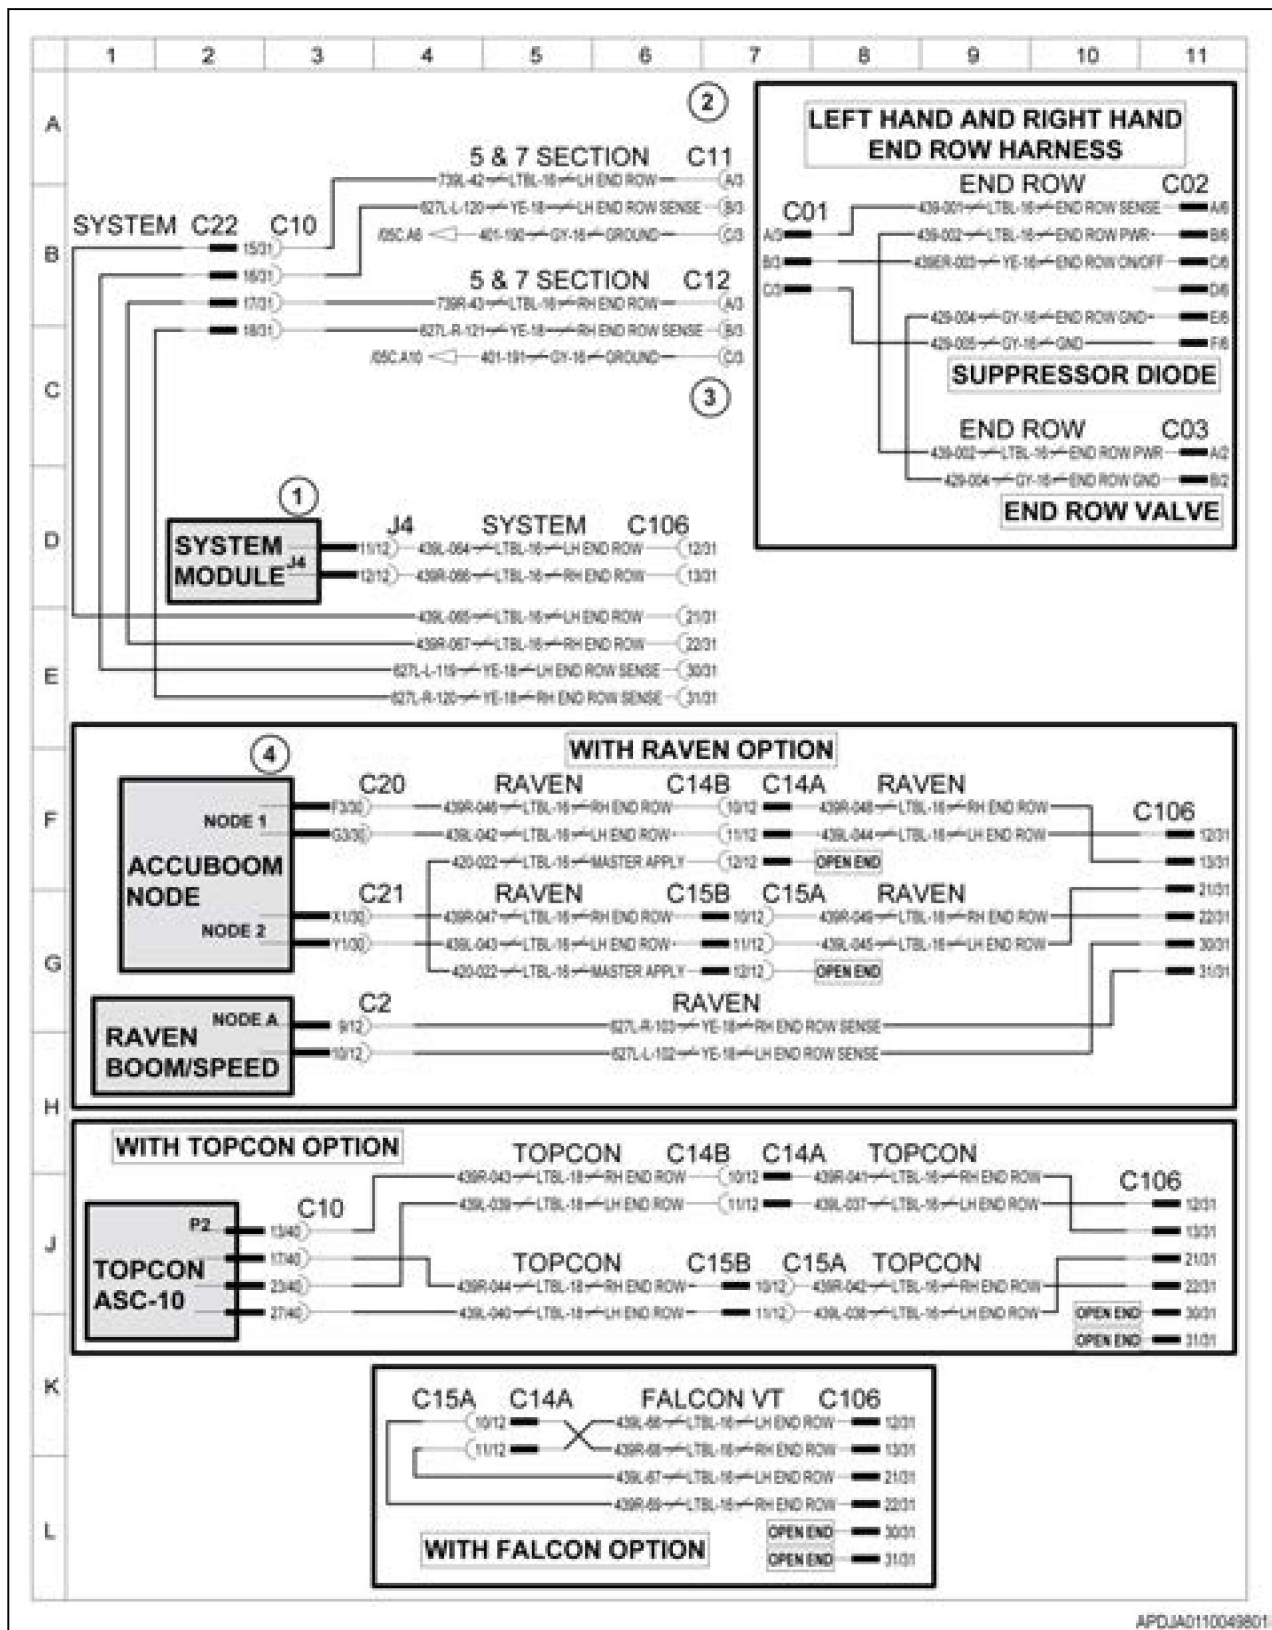 1 2 3 4 5 6 7 8 9 10 11
A
B
C
D
E
F
G
H
J
K
L
2
5 & 7 SECTION C11
739L-42 LTBL-16 LH END ROW A/3
627L-L-120 YE-18 LH END ROW SENSE B/3
/05C.A6 401-190 GY-16 GROUND C/3
SYSTEM C22 C10
15/31
16/31
17/31
18/31
5 & 7 SECTION C12
739R-43 LTBL-16 RH END ROW A/3
627L-R-121 YE-18 RH END ROW SENSE B/3
/05C.A10 401-191 GY-16 GROUND C/3
3
LEFT HAND AND RIGHT HAND
END ROW HARNESS
END ROW C02
C01
A/3 439-001 LTBL-16 END ROW SENSE A/6
439-002 LTBL-16 END ROW PWR B/6
B/3 439ER-003 YE-16 END ROW ON/OFF C/6
C/3 D/6
429-004 GY-16 END ROW GND E/6
429-005 GY-16 GND F/6
SUPPRESSOR DIODE
END ROW C03
439-002 LTBL-16 END ROW PWR A/2
429-004 GY-16 END ROW GND B/2
END ROW VALVE
1
SYSTEM
MODULE J4
J4 SYSTEM C106
11/12 439L-064 LTBL-16 LH END ROW 12/31
12/12 439R-066 LTBL-16 RH END ROW 13/31
439L-065 LTBL-16 LH END ROW 21/31
439R-067 LTBL-16 RH END ROW 22/31
627L-L-119 YE-18 LH END ROW SENSE 30/31
627L-R-120 YE-18 RH END ROW SENSE 31/31
WITH RAVEN OPTION
4
C20 RAVEN C14B C14A RAVEN C106
NODE 1
ACCUBOOM
NODE
NODE 2
F3/30 439R-046 LTBL-16 RH END ROW 10/12 439R-048 LTBL-16 RH END ROW
G3/30 439L-042 LTBL-16 LH END ROW 11/12 439L-044 LTBL-16 LH END ROW 12/31
420-022 LTBL-16 MASTER APPLY 12/12 OPEN END 13/31
C21 RAVEN C15B C15A RAVEN 21/31
X1/30 439R-047 LTBL-16 RH END ROW 10/12 439R-049 LTBL-16 RH END ROW 22/31
Y1/30 439L-043 LTBL-16 LH END ROW 11/12 439L-045 LTBL-16 LH END ROW 30/31
420-022 LTBL-16 MASTER APPLY 12/12 OPEN END 31/31
C2 RAVEN
NODE A
RAVEN
BOOM/SPEED
9/12 627L-R-103 YE-18 RH END ROW SENSE
10/12 627L-L-102 YE-18 LH END ROW SENSE
WITH TOPCON OPTION
TOPCON C14B C14A TOPCON
439R-043 LTBL-18 RH END ROW 10/12 439R-041 LTBL-16 RH END ROW
439L-039 LTBL-18 LH END ROW 11/12 439L-037 LTBL-16 LH END ROW
C106
12/31
13/31
21/31
22/31
OPEN END 30/31
OPEN END 31/31
C10
P2
TOPCON
ASC-10
13/40
17/40
23/40
27/40
TOPCON C15B C15A TOPCON
439R-044 LTBL-18 RH END ROW 10/12 439R-042 LTBL-16 RH END ROW
439L-040 LTBL-18 LH END ROW 11/12 439L-038 LTBL-16 LH END ROW
C15A C14A FALCON VT C106
10/12 439L-66 LTBL-16 LH END ROW 12/31
11/12 439R-68 LTBL-16 RH END ROW 13/31
439L-67 LTBL-16 LH END ROW 21/31
439R-69 LTBL-16 RH END ROW 22/31
OPEN END 30/31
WITH FALCON OPTION
OPEN END 31/31
APDJA0110049801